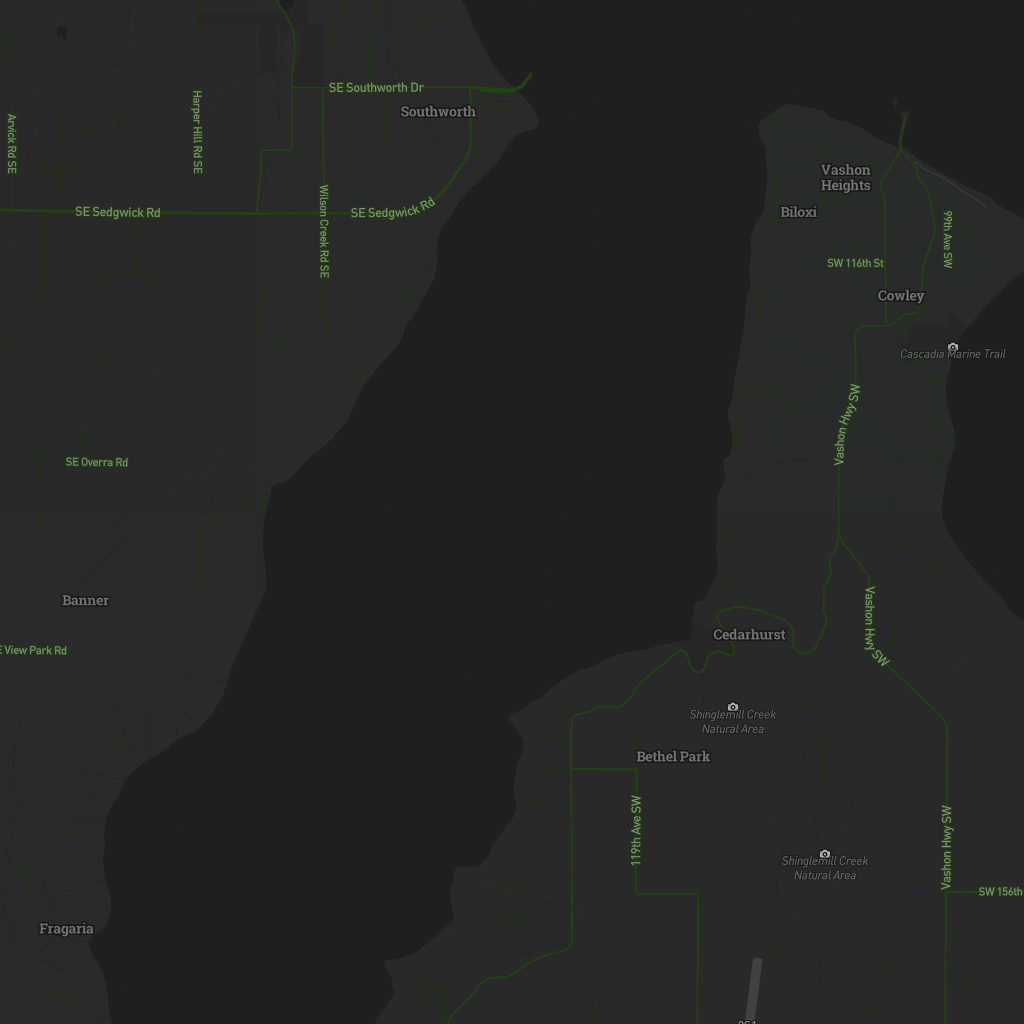 SE Southworth Dr
Southworth
Arvick Rd SE
Harper Hill Rd SE
SE Sedgwick Rd
SE Sedgwick Rd
Wilson Creek Rd SE
Vashon
Heights
Biloxi
99th Ave SW
SW 116th St
Cowley
Cascadia Marine Trail
Vashon Hwy SW
SE Overra Rd
Banner
E View Park Rd
Vashon Hwy SW
Cedarhurst
Shinglemill Creek
Natural Area
Bethel Park
119th Ave SW
Vashon Hwy SW
Shinglemill Creek
Natural Area
SW 156th
Fragaria